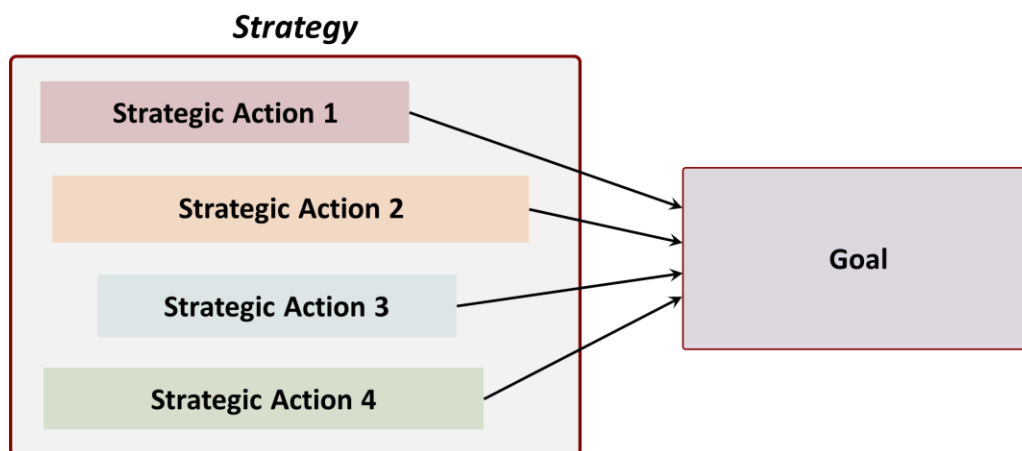 Strategy
Strategic Action 1
Strategic Action 2
Strategic Action 3
Strategic Action 4
Goal